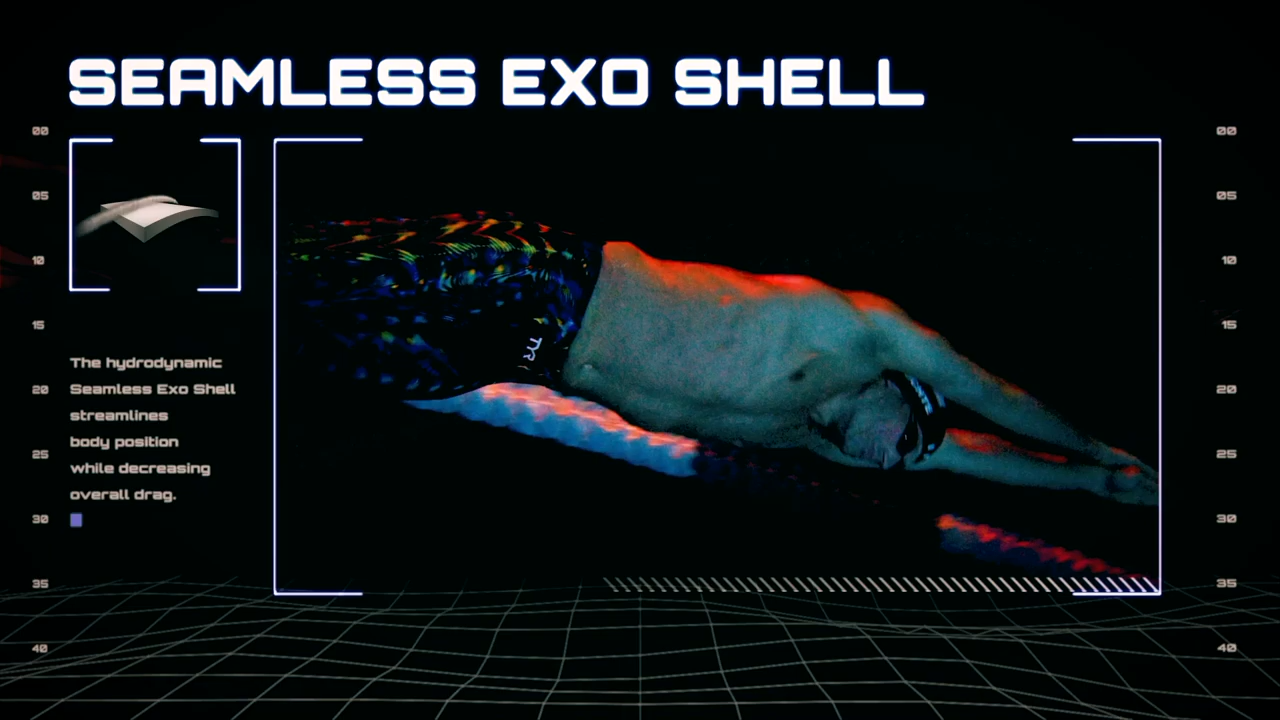 SEAMLESS EXO SHELL
00
05
10
15
20
25
30
35
40
The hydrodynamic
Seamless Exo Shell
streamlines
body position
while decreasing
overall drag.
TYR
00
05
10
15
20
25
30
35
40